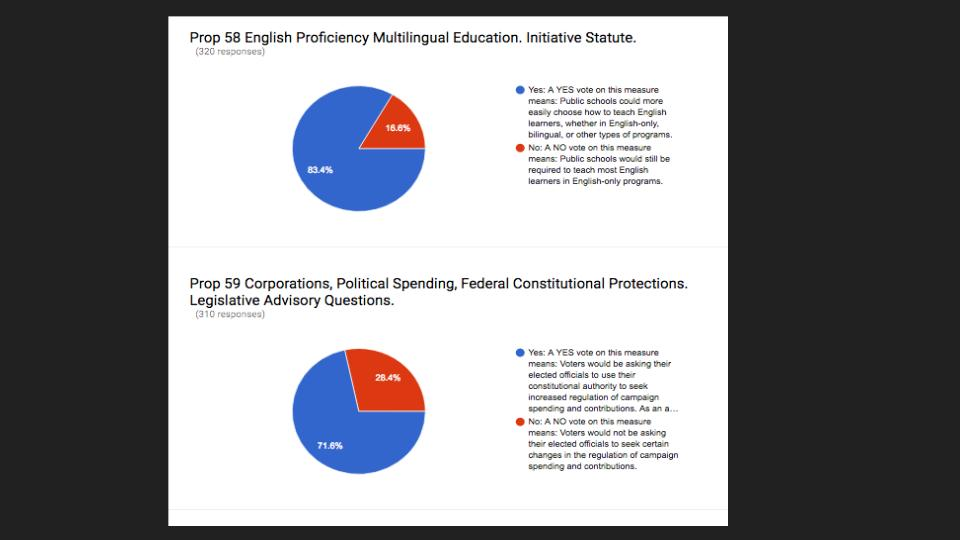 Prop 58 English Proficiency Multilingual Education. Initiative Statute.
(320 responses)
16.6%
83.4%
Yes: A YES vote on this measure
means: Public schools could more
easily choose how to teach English
learners, whether in English-only,
bilingual, or other types of programs.
No: A NO vote on this measure
means: Public schools would still be
required to teach most English
learners in English-only programs.
Prop 59 Corporations, Political Spending, Federal Constitutional Protections.
Legislative Advisory Questions.
(310 responses)
28.4%
71.6%
Yes: A YES vote on this measure
means: Voters would be asking their
elected officials to use their
constitutional authority to seek
increased regulation of campaign
spending and contributions. As an a...
No: A NO vote on this measure
means: Voters would not be asking
their elected officials to seek certain
changes in the regulation of campaign
spending and contributions.